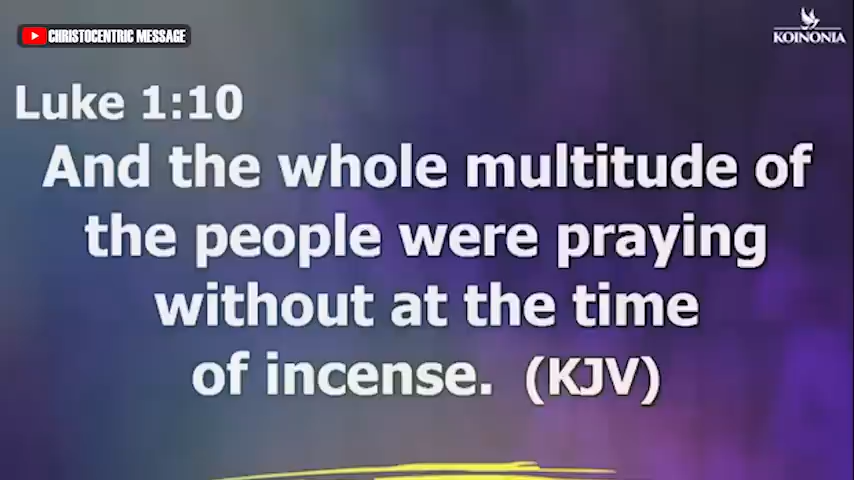 CHRISTOCENTRIC MESSAGE
KOINONIA
Luke 1:10
And the whole multitude of
the people were praying
without at the time
of incense. (KJV)